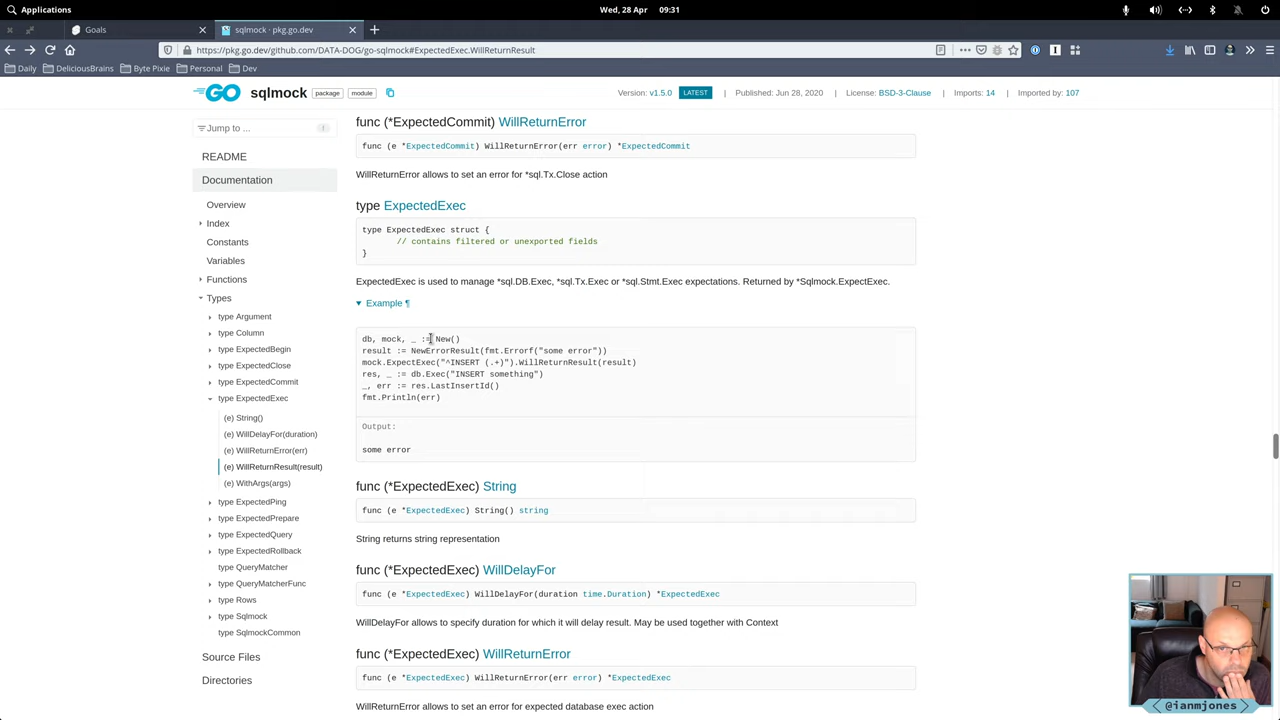 Applications
Wed, 28 Apr 09:31
Goals
sqlmock · pkg.go.dev
https://pkg.go.dev/github.com/DATA-DOG/go-sqlmock#ExpectedExec.WillReturnResult
Daily
DeliciousBrains
Byte Pixie
Personal
Dev
GO
sqlmock
package
module
Version: v1.5.0
LATEST
Published: Jun 28, 2020
License: BSD-3-Clause
Imports: 14
Imported by: 107
Jump to ...
README
Documentation
Overview
Index
Constants
Variables
Functions
Types
type Argument
type Column
type ExpectedBegin
type ExpectedClose
type ExpectedCommit
type ExpectedExec
(e) String()
(e) WillDelayFor(duration)
(e) WillReturnError(err)
(e) WillReturnResult(result)
(e) WithArgs(args)
type ExpectedPing
type ExpectedPrepare
type ExpectedQuery
type ExpectedRollback
type QueryMatcher
type QueryMatcherFunc
type Rows
type Sqlmock
type SqlmockCommon
Source Files
Directories
func (*ExpectedCommit) WillReturnError
func (e *ExpectedCommit) WillReturnError(err error) *ExpectedCommit
WillReturnError allows to set an error for *sql.Tx.Close action
type ExpectedExec
type ExpectedExec struct {
// contains filtered or unexported fields
}
ExpectedExec is used to manage *sql.DB.Exec, *sql.Tx.Exec or *sql.Stmt.Exec expectations. Returned by *Sqlmock.ExpectExec.
Example ¶
db, mock, _ := New()
result := NewErrorResult(fmt.Errorf("some error"))
mock.ExpectExec("^INSERT (.+)").WillReturnResult(result)
res, _ := db.Exec("INSERT something")
_, err := res.LastInsertId()
fmt.Println(err)
Output:
some error
func (*ExpectedExec) String
func (e *ExpectedExec) String() string
String returns string representation
func (*ExpectedExec) WillDelayFor
func (e *ExpectedExec) WillDelayFor(duration time.Duration) *ExpectedExec
WillDelayFor allows to specify duration for which it will delay result. May be used together with Context
func (*ExpectedExec) WillReturnError
func (e *ExpectedExec) WillReturnError(err error) *ExpectedExec
WillReturnError allows to set an error for expected database exec action
@ianmjones